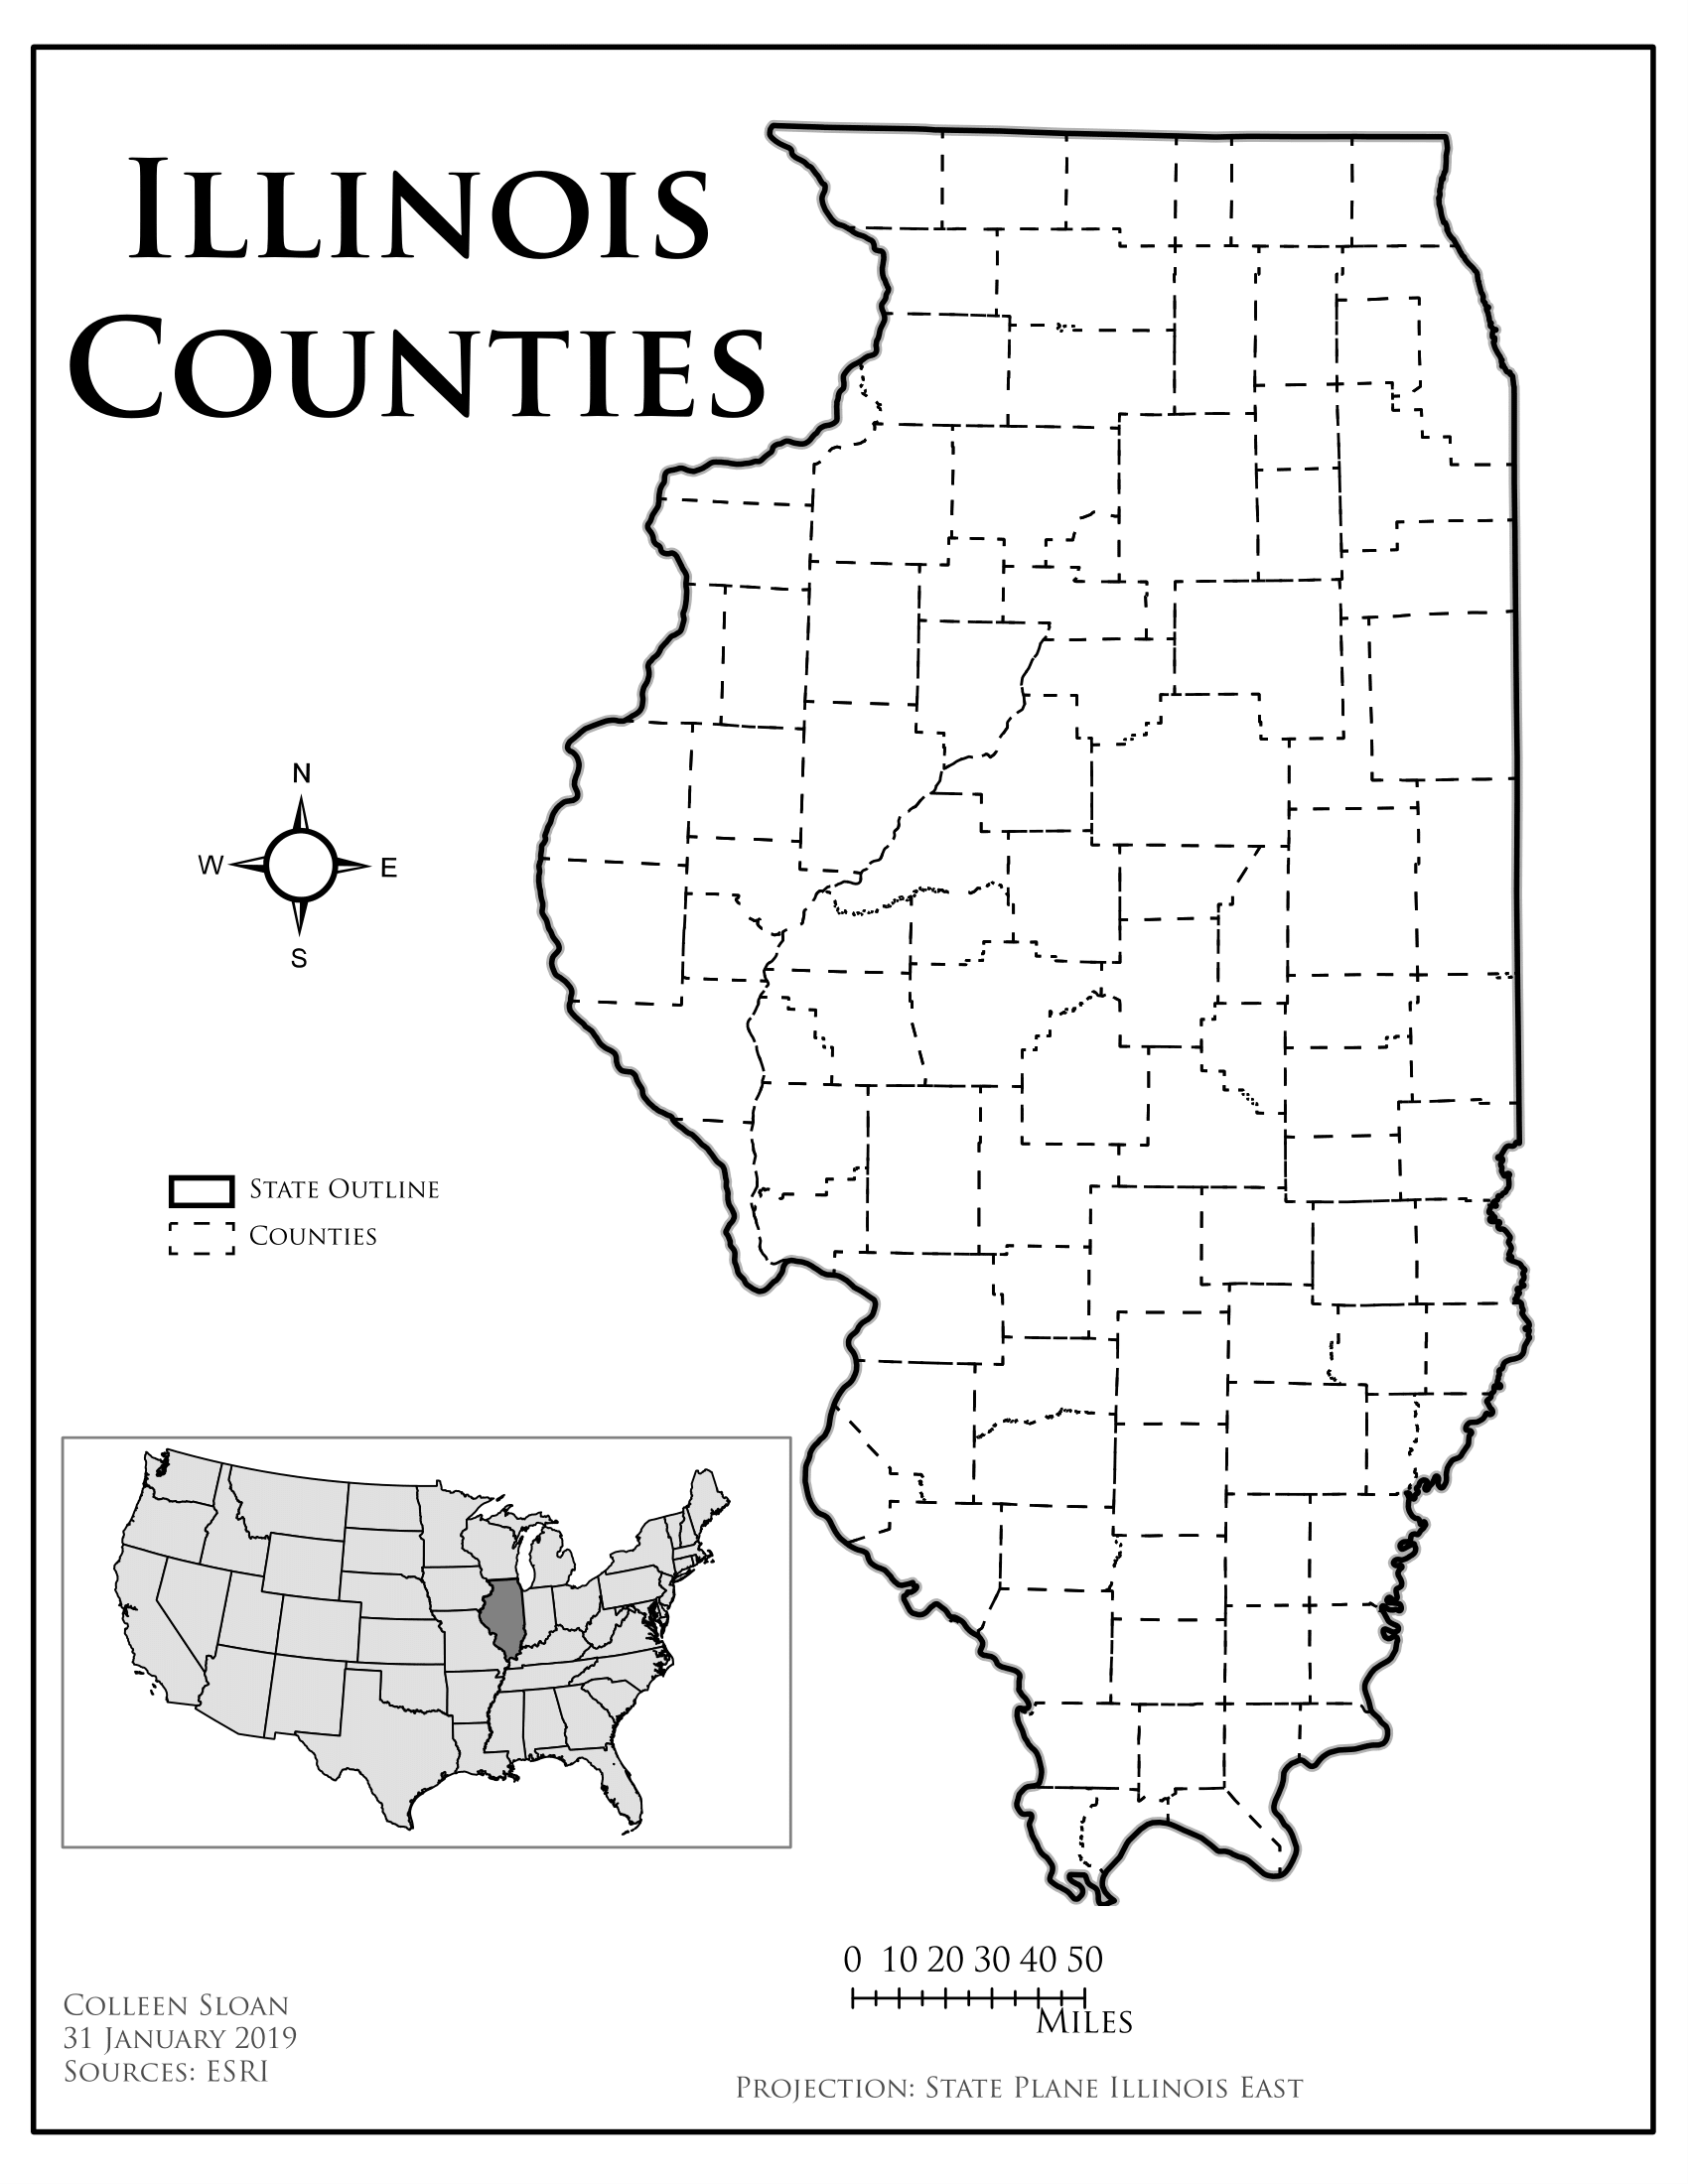 Illinois
Counties
N
W
E
S
State Outline
Counties
0 10 20 30 40 50
Miles
Colleen Sloan
31 January 2019
Sources: ESRI
Projection: State Plane Illinois East